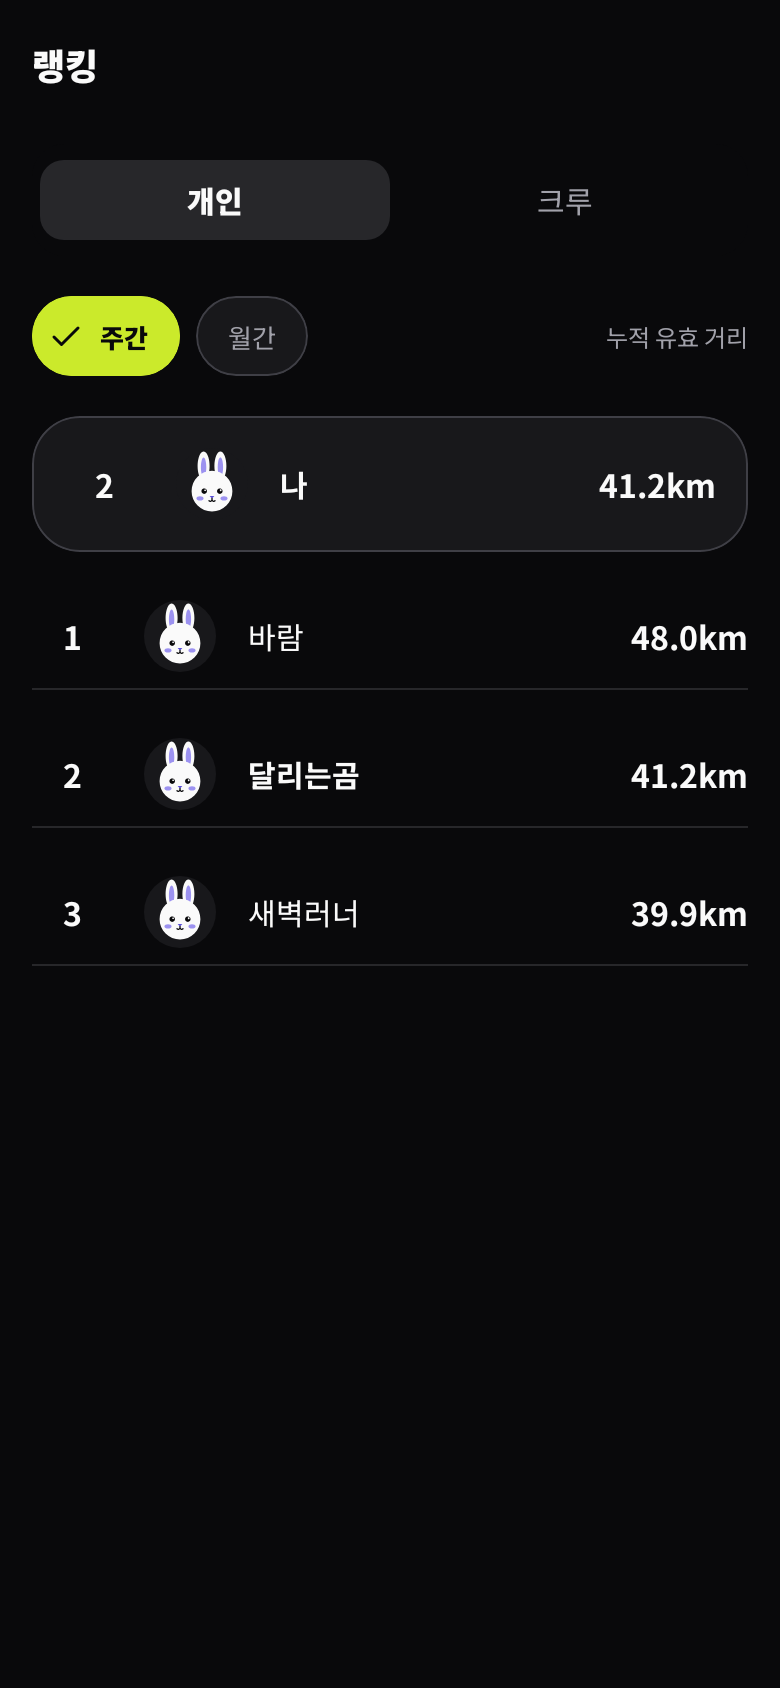 랭킹
개인 크루
주간 월간 누적 유효 거리
2 나 41.2km
1 바람 48.0km
2 달리는곰 41.2km
3 새벽러너 39.9km